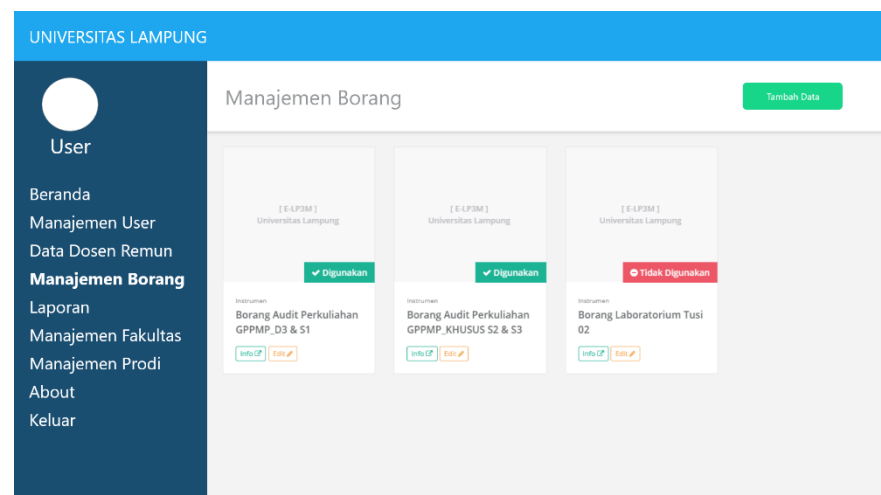 UNIVERSITAS LAMPUNG
User
Beranda
Manajemen User
Data Dosen Remun
Manajemen Borang
Laporan
Manajemen Fakultas
Manajemen Prodi
About
Keluar
Manajemen Borang
Tambah Data
[ E-LP3M ]
Universitas Lampung
Digunakan
Instrumen
Borang Audit Perkuliahan
GPPMP_D3 & S1
Info
Edit
[ E-LP3M ]
Universitas Lampung
Digunakan
Instrumen
Borang Audit Perkuliahan
GPPMP_KHUSUS S2 & S3
Info
Edit
[ E-LP3M ]
Universitas Lampung
Tidak Digunakan
Instrumen
Borang Laboratorium Tusi
02
Info
Edit